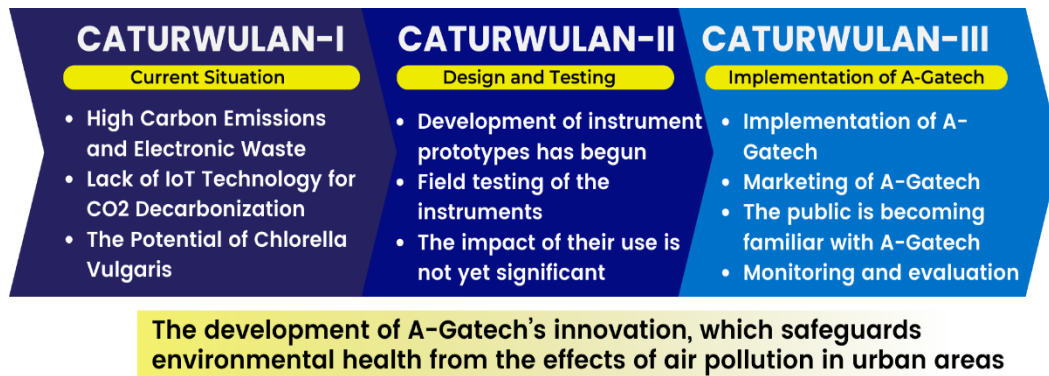 CATURWULAN-I
Current Situation
• High Carbon Emissions
and Electronic Waste
• Lack of IoT Technology for
CO2 Decarbonization
• The Potential of Chlorella
Vulgaris
CATURWULAN-II
Design and Testing
• Development of instrument
prototypes has begun
• Field testing of the
instruments
• The impact of their use is
not yet significant
CATURWULAN-III
Implementation of A-Gatech
• Implementation of A-
Gatech
• Marketing of A-Gatech
• The public is becoming
familiar with A-Gatech
• Monitoring and evaluation
The development of A-Gatech's innovation, which safeguards
environmental health from the effects of air pollution in urban areas